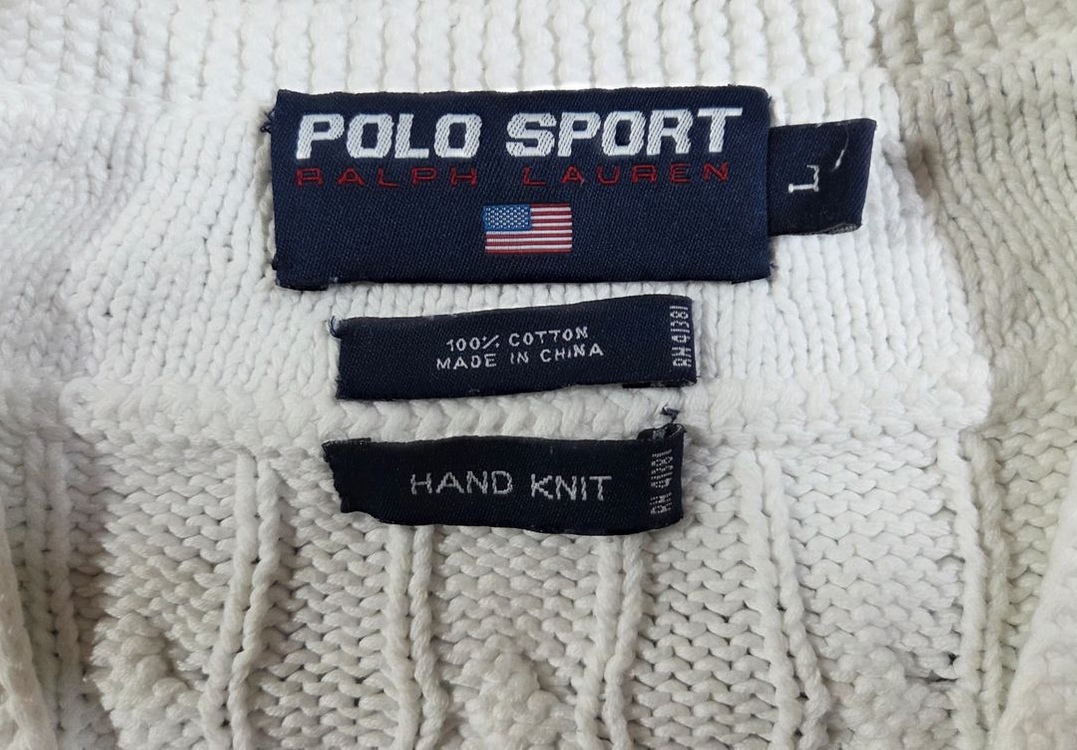 POLO SPORT
RALPH LAUREN
L
100% COTTON
MADE IN CHINA
RN 41381
HAND KNIT
RN 41381